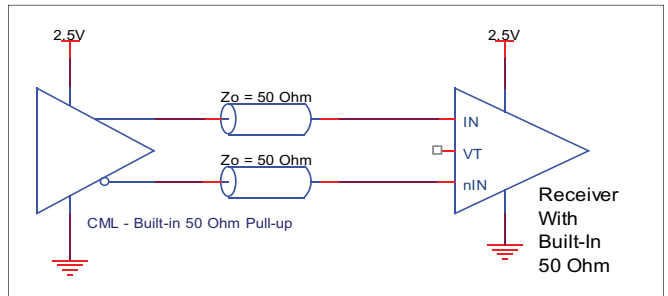 2.5V
2.5V
Zo = 50 Ohm
IN
VT
Zo = 50 Ohm
nIN
CML - Built-in 50 Ohm Pull-up
Receiver
With
Built-In
50 Ohm